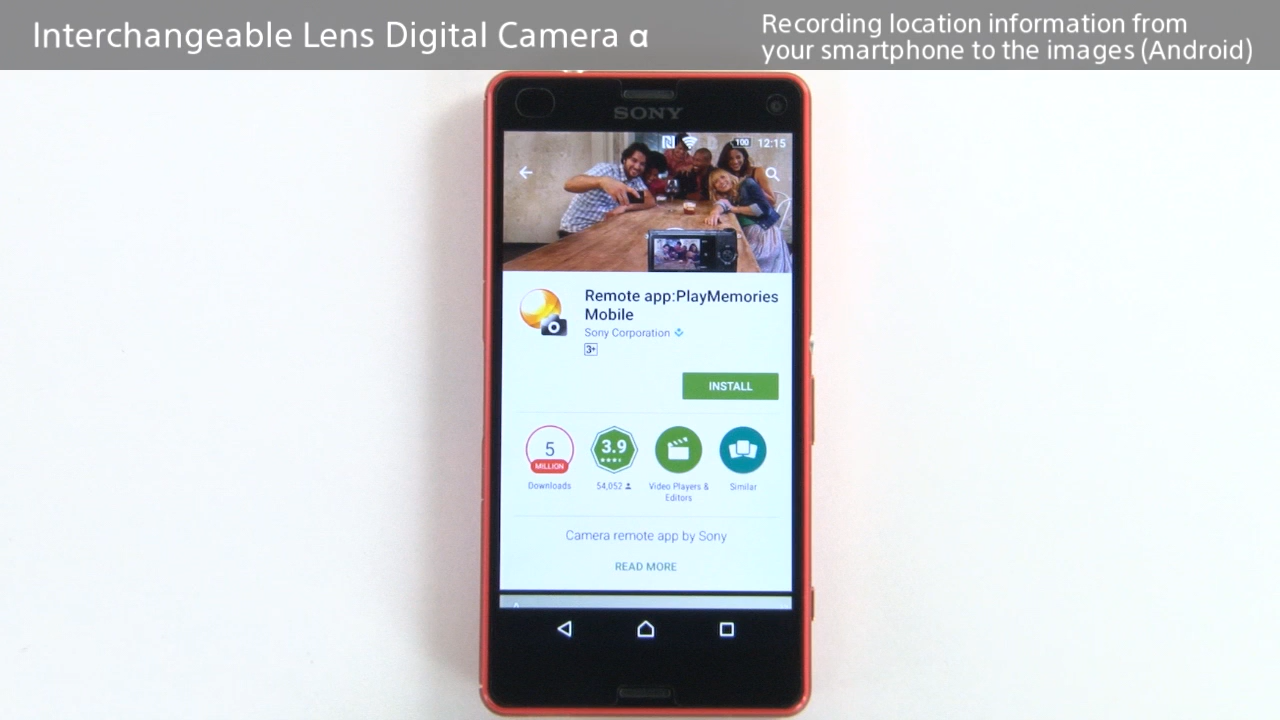 Interchangeable Lens Digital Camera α
Recording location information from
your smartphone to the images (Android)
SONY
100 12:15
Remote app:PlayMemories
Mobile
Sony Corporation
3+
INSTALL
5
MILLION
Downloads
3.9
54,052
Video Players &
Editors
Similar
Camera remote app by Sony
READ MORE